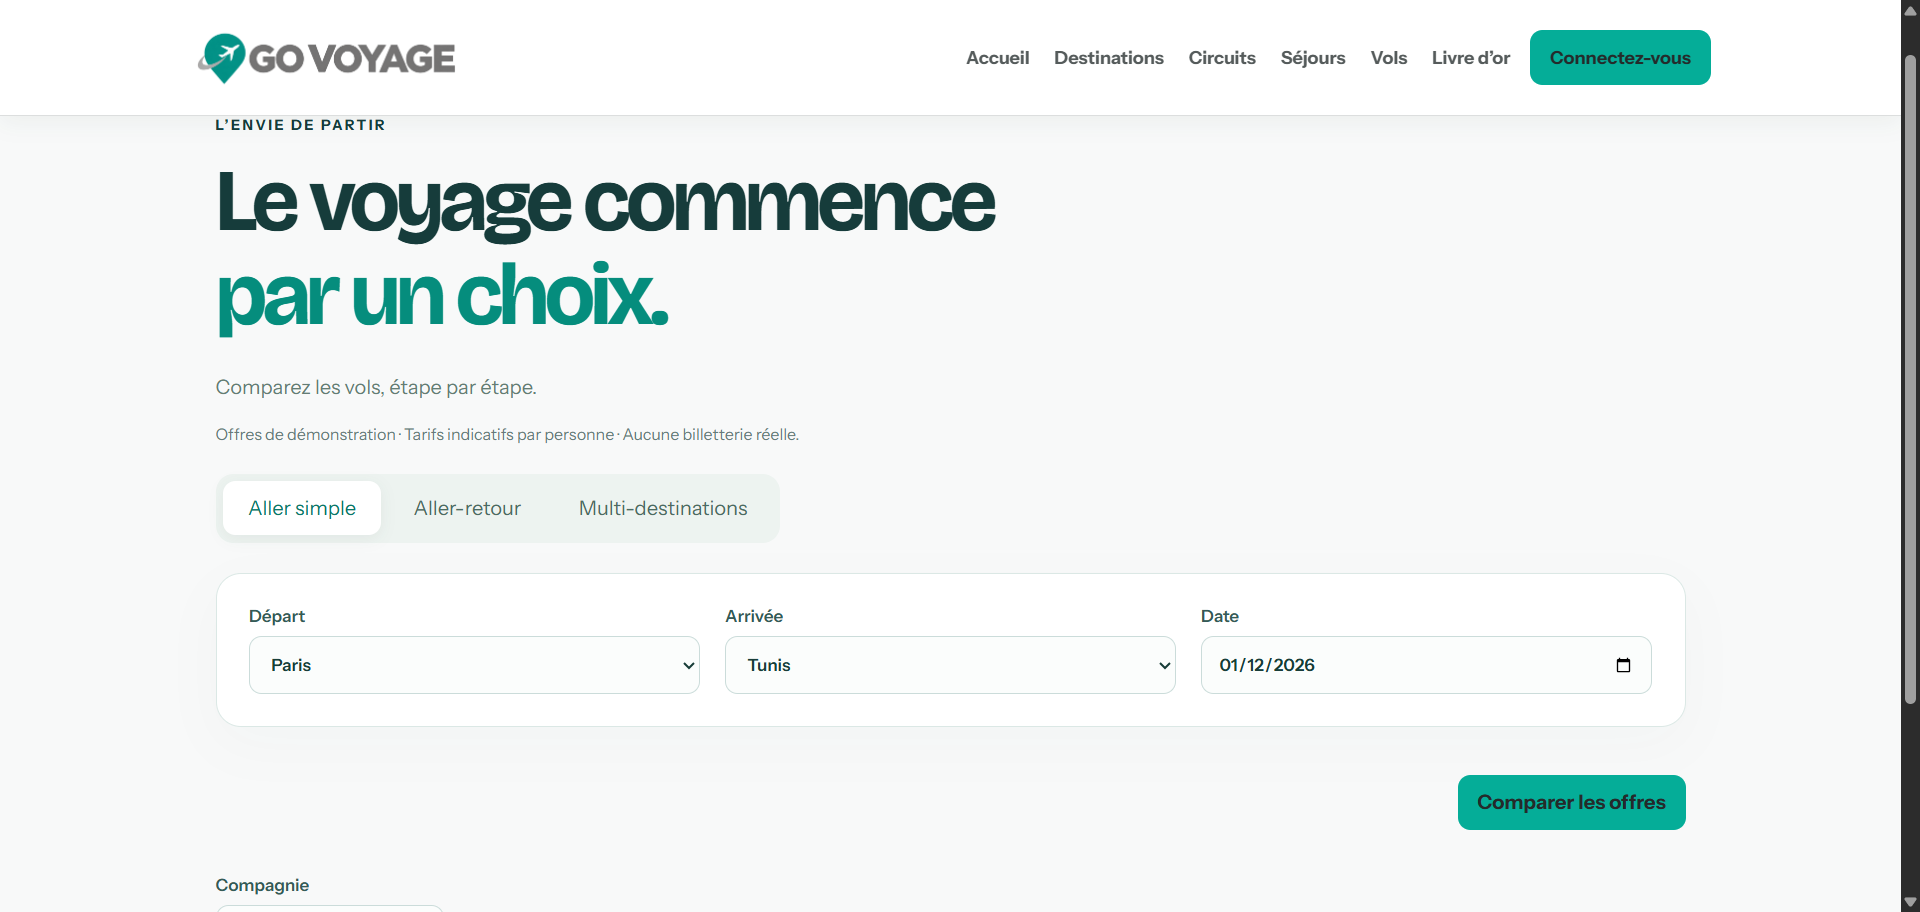 GO VOYAGE
Accueil Destinations Circuits Séjours Vols Livre d’or Connectez-vous
L’ENVIE DE PARTIR
Le voyage commence
par un choix.
Comparez les vols, étape par étape.
Offres de démonstration · Tarifs indicatifs par personne · Aucune billetterie réelle.
Aller simple Aller-retour Multi-destinations
Départ Arrivée Date
Paris Tunis 01/12/2026
Comparer les offres
Compagnie